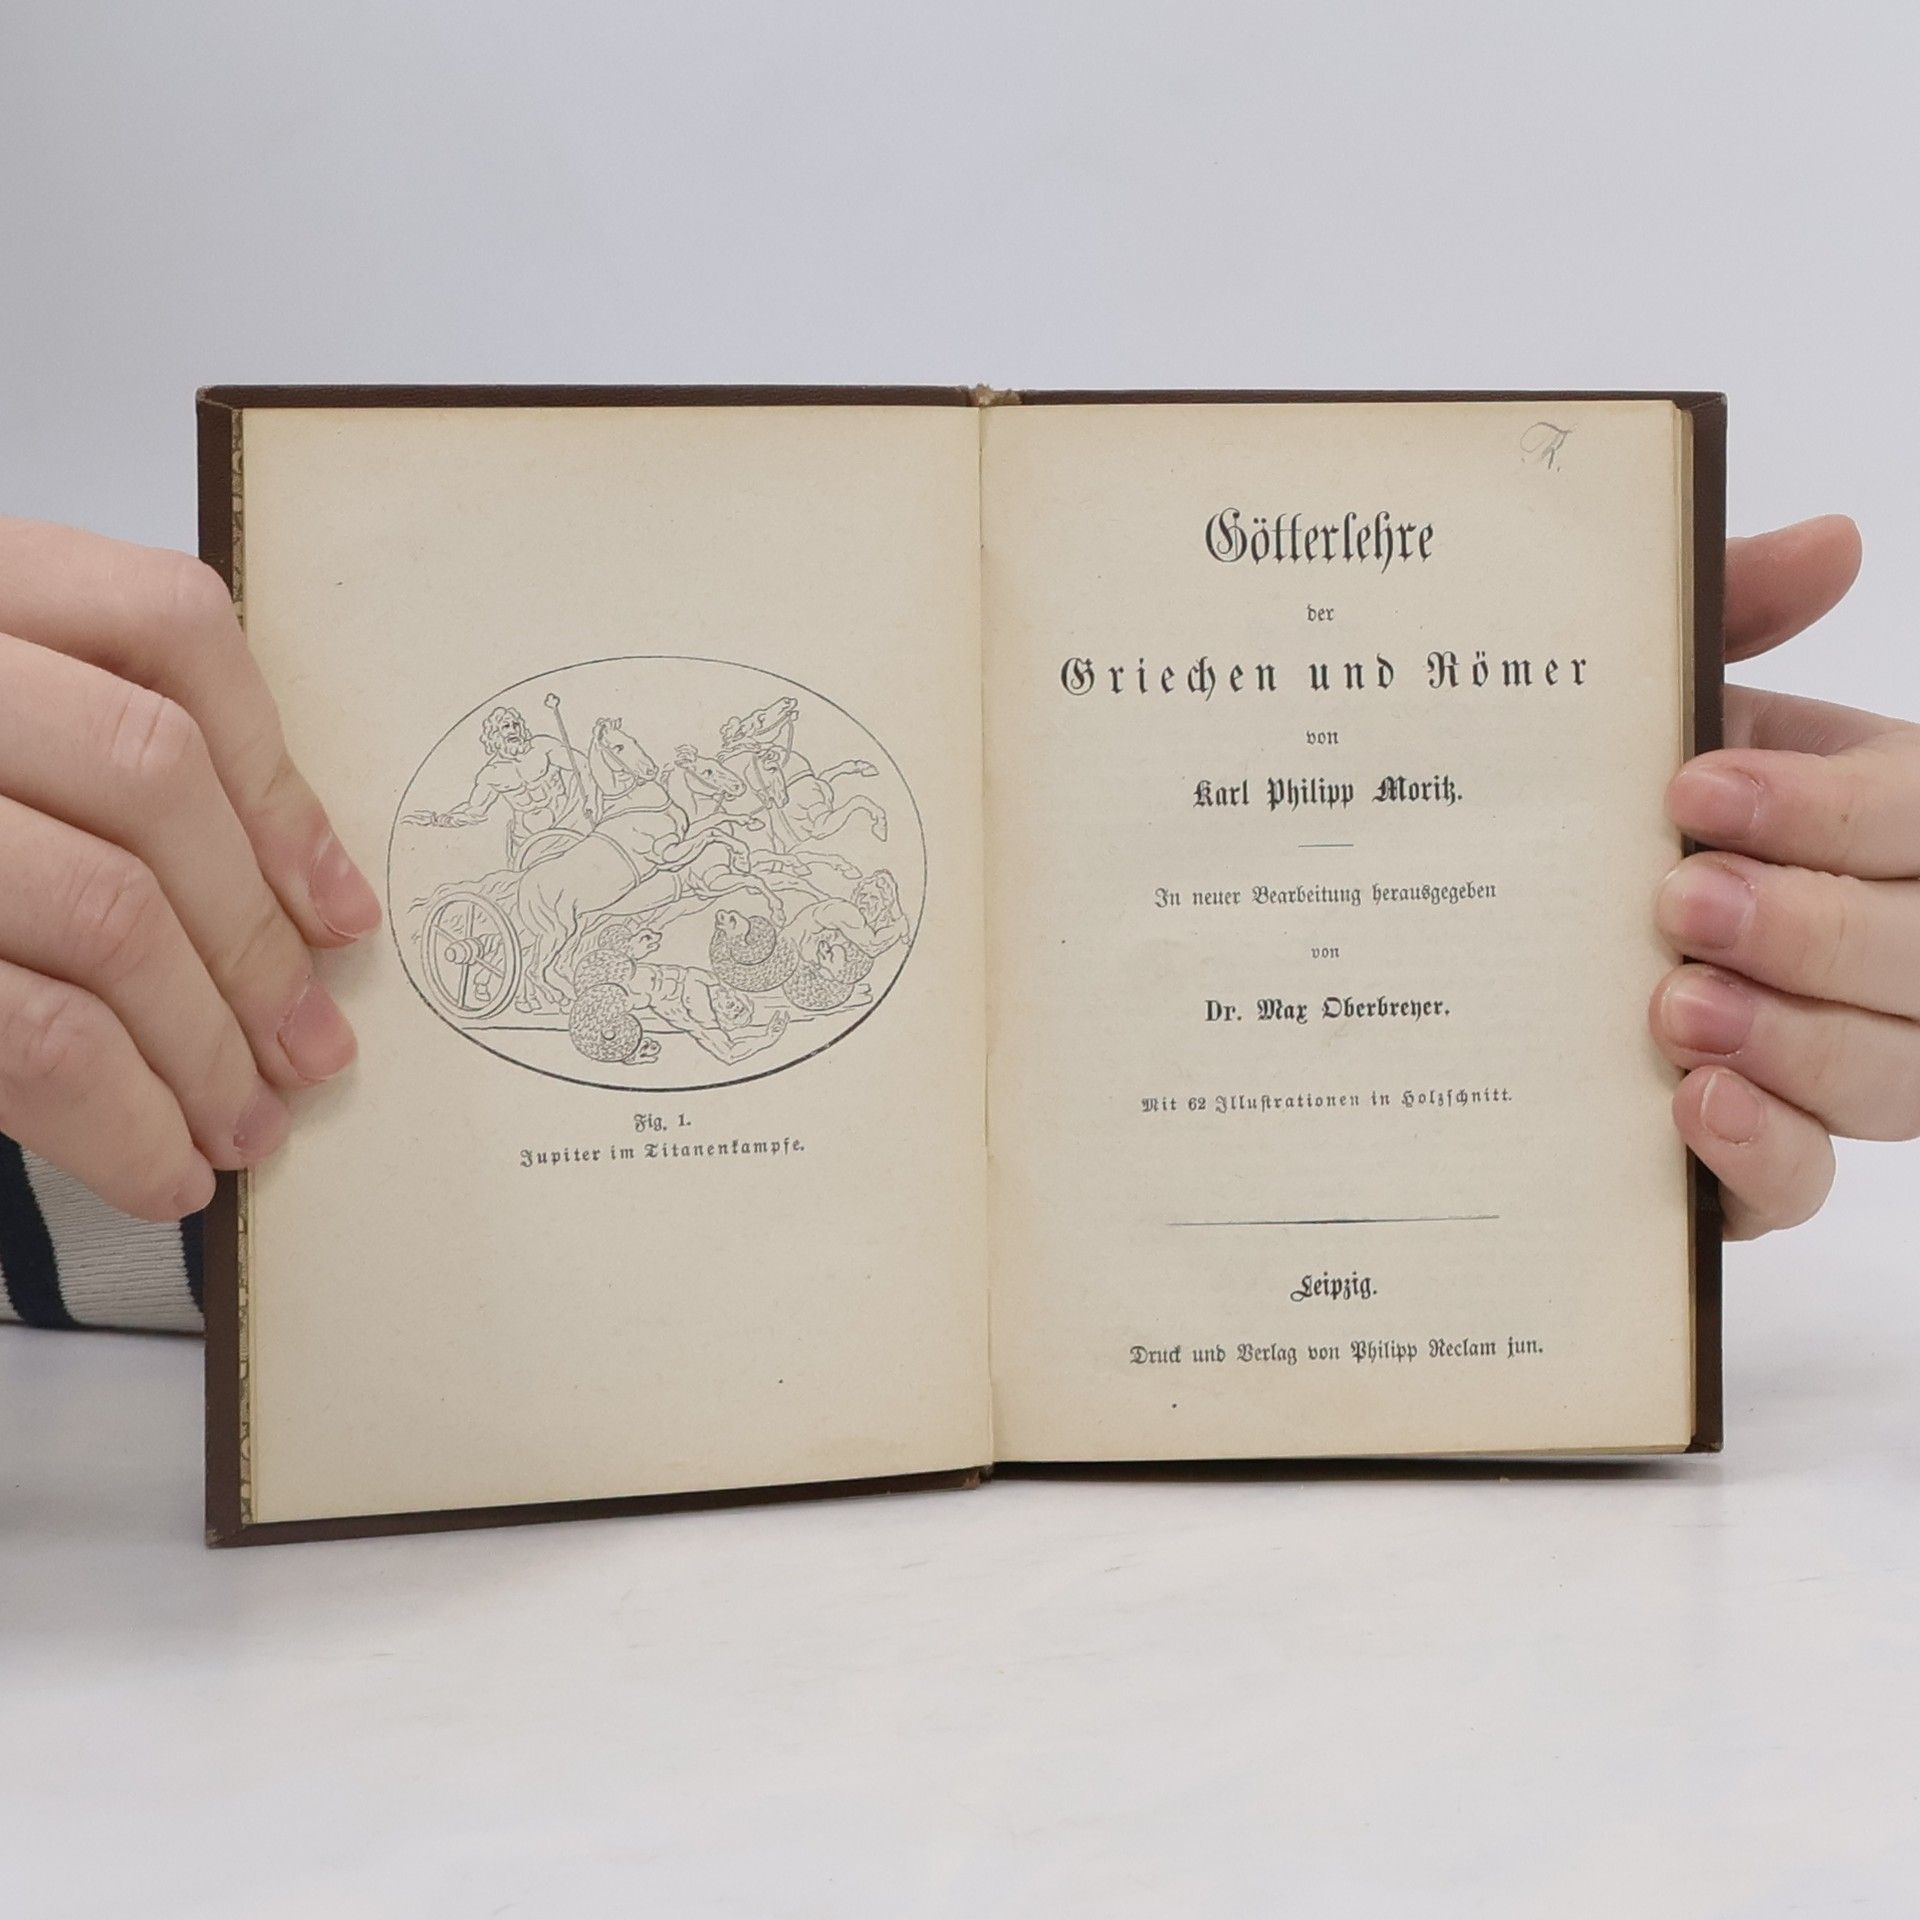 Fig. 1.
Jupiter im Titanenkampfe.
Götterlehre
der
Griechen und Römer
von
Karl Philipp Moritz.
In neuer Bearbeitung herausgegeben
von
Dr. Max Oberbreyer.
Mit 62 Illustrationen in Holzschnitt.
Leipzig.
Druck und Verlag von Philipp Reclam jun.